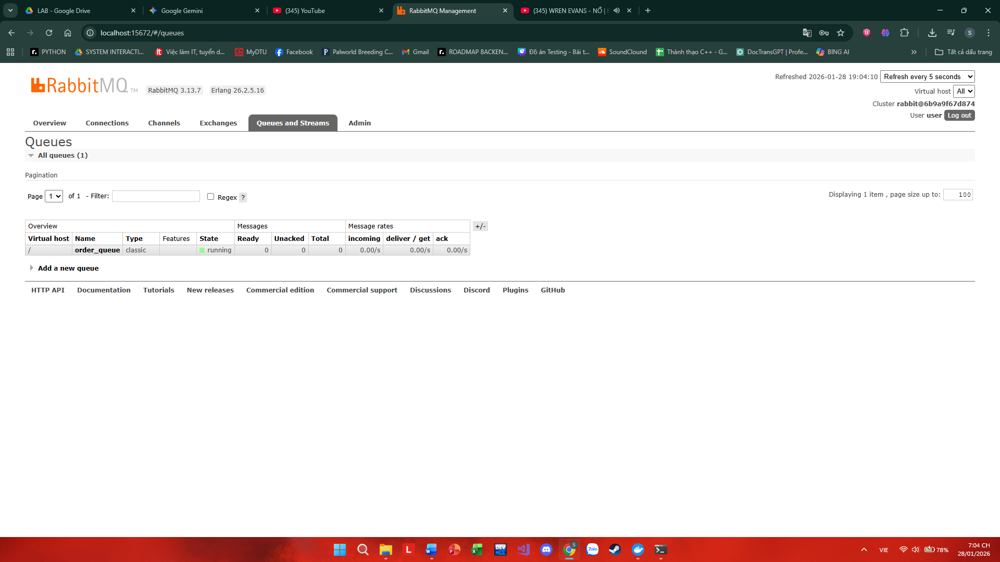 LAB - Google Drive
Google Gemini
(345) YouTube
RabbitMQ Management
(345) WREN EVANS - NỔ |
localhost:15672/#/queues
S
PYTHON
SYSTEM INTERACTI...
Việc làm IT, tuyển d...
MyDTU
Facebook
Palworld Breeding C...
Gmail
ROADMAP BACKEN...
Đồ án Testing - Bài t...
SoundClound
Thành thạo C++ - G...
DocTransGPT | Profe...
BING AI
Tất cả dấu trang
RabbitMQ TM
RabbitMQ 3.13.7
Erlang 26.2.5.16
Refreshed 2026-01-28 19:04:10
Refresh every 5 seconds
Virtual host All
Cluster rabbit@6b9a9f67d874
User user Log out
Overview
Connections
Channels
Exchanges
Queues and Streams
Admin
Queues
All queues (1)
Pagination
Page 1 of 1 - Filter:
Regex ?
Displaying 1 item , page size up to: 100
Overview Messages Message rates +/-
Virtual host Name Type Features State Ready Unacked Total incoming deliver / get ack
/ order_queue classic running 0 0 0 0.00/s 0.00/s 0.00/s
Add a new queue
HTTP API
Documentation
Tutorials
New releases
Commercial edition
Commercial support
Discussions
Discord
Plugins
GitHub
L
W
P
X
DEV
S
Zalo
VIE
78%
7:04 CH
28/01/2026